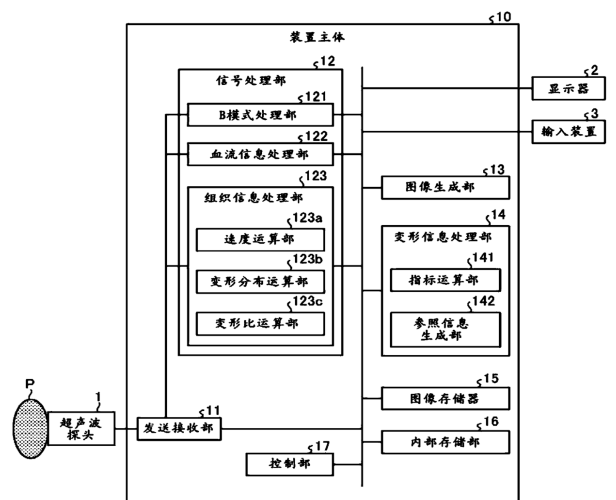 10
装置主体
12
信号处理部
121
B模式处理部
122
血流信息处理部
123
组织信息处理部
123a
速度运算部
123b
变形分布运算部
123c
变形比运算部
2
显示器
3
输入装置
13
图像生成部
14
变形信息处理部
141
指标运算部
142
参照信息
生成部
15
图像存储器
16
内部存储部
P
1
超声波
探头
11
发送接收部
17
控制部